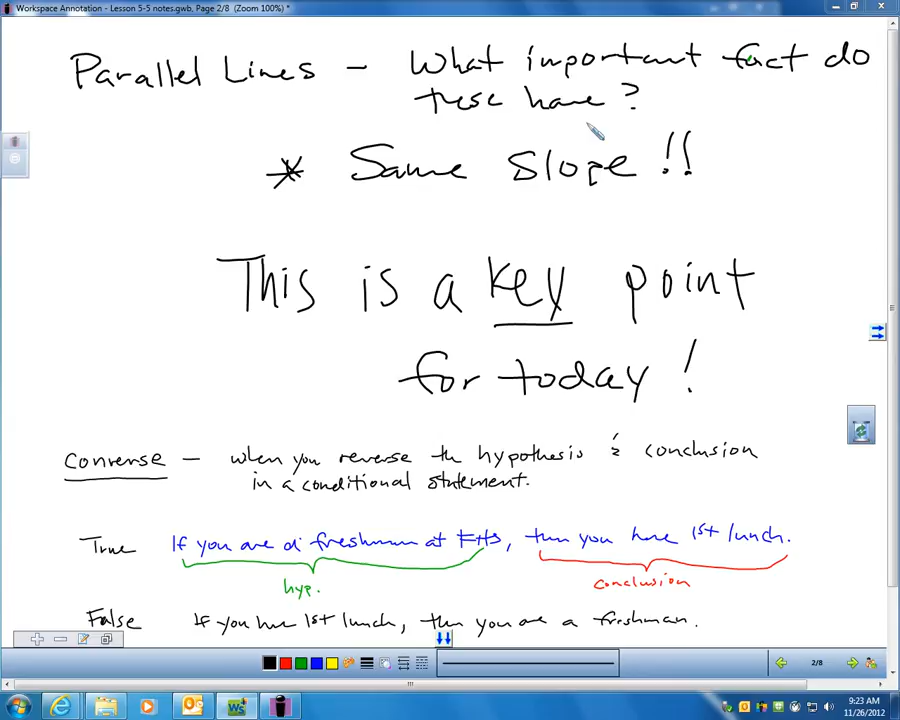 Workspace Annotation - Lesson 5-5 notes.gwb, Page 2/8 (Zoom 100%) *
Parallel Lines - What important fact do
these have?
* Same Slope!!
This is a key point
for today!
Converse - when you reverse the hypothesis & conclusion
in a conditional statement.
True If you are a freshman at FHS, then you have 1st lunch.
hyp. conclusion
False If you have 1st lunch, then you are a freshman.
2/8
9:23 AM
11/26/2012